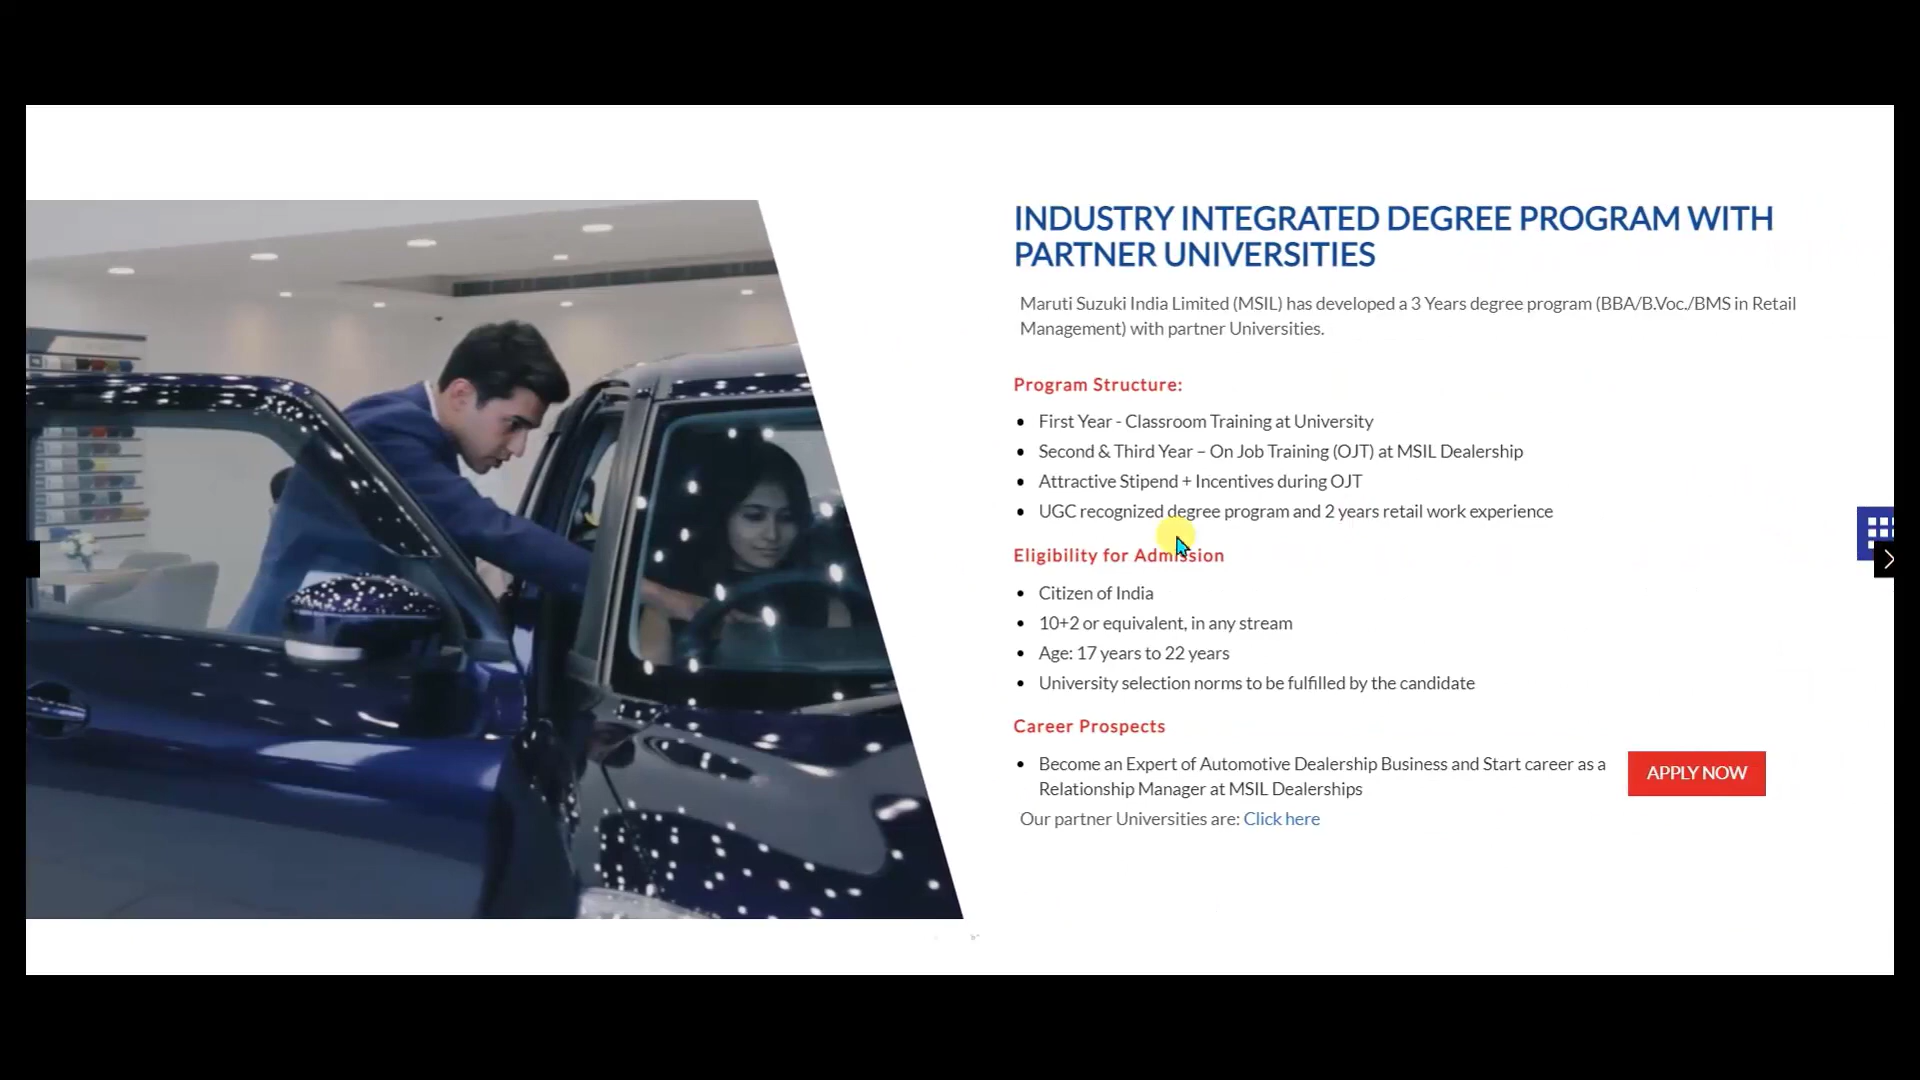 INDUSTRY INTEGRATED DEGREE PROGRAM WITH
PARTNER UNIVERSITIES
Maruti Suzuki India Limited (MSIL) has developed a 3 Years degree program (BBA/B.Voc./BMS in Retail
Management) with partner Universities.
Program Structure:
• First Year - Classroom Training at University
• Second & Third Year – On Job Training (OJT) at MSIL Dealership
• Attractive Stipend + Incentives during OJT
• UGC recognized degree program and 2 years retail work experience
Eligibility for Admission
• Citizen of India
• 10+2 or equivalent, in any stream
• Age: 17 years to 22 years
• University selection norms to be fulfilled by the candidate
Career Prospects
• Become an Expert of Automotive Dealership Business and Start career as a
Relationship Manager at MSIL Dealerships
APPLY NOW
Our partner Universities are: Click here